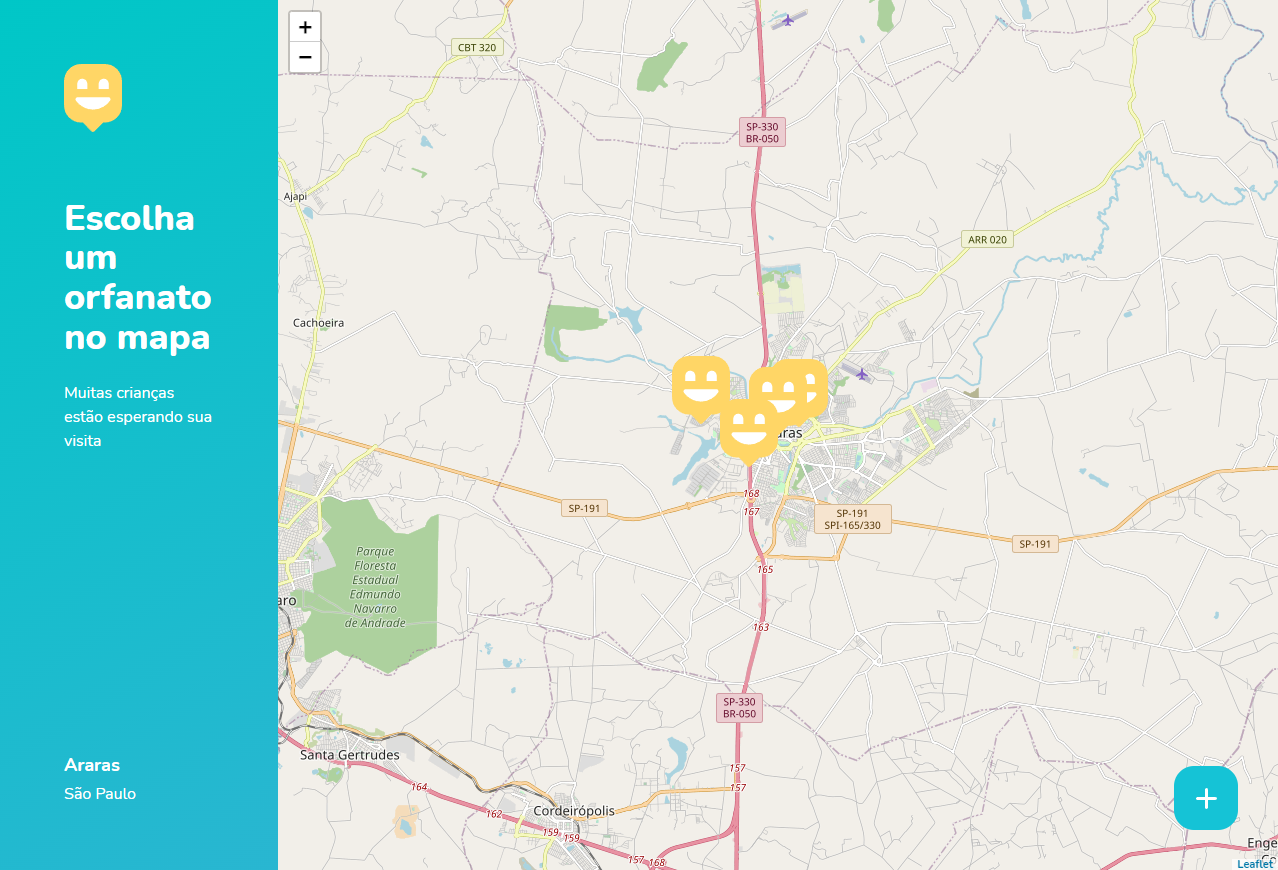 Escolha
um
orfanato
no mapa
Muitas crianças
estão esperando sua
visita
Araras
São Paulo
+
−
CBT 320
SP-330
BR-050
Ajapi
ARR 020
Cachoeira
aras
168
SP-191
167
SP-191
SPI-165/330
SP-191
Parque
Floresta
Estadual
Edmundo
Navarro
de Andrade
165
aro
163
SP-330
BR-050
Santa Gertrudes
157
164
157
Cordeirópolis
162
159
159
157
168
+
Enge
Co
Leaflet